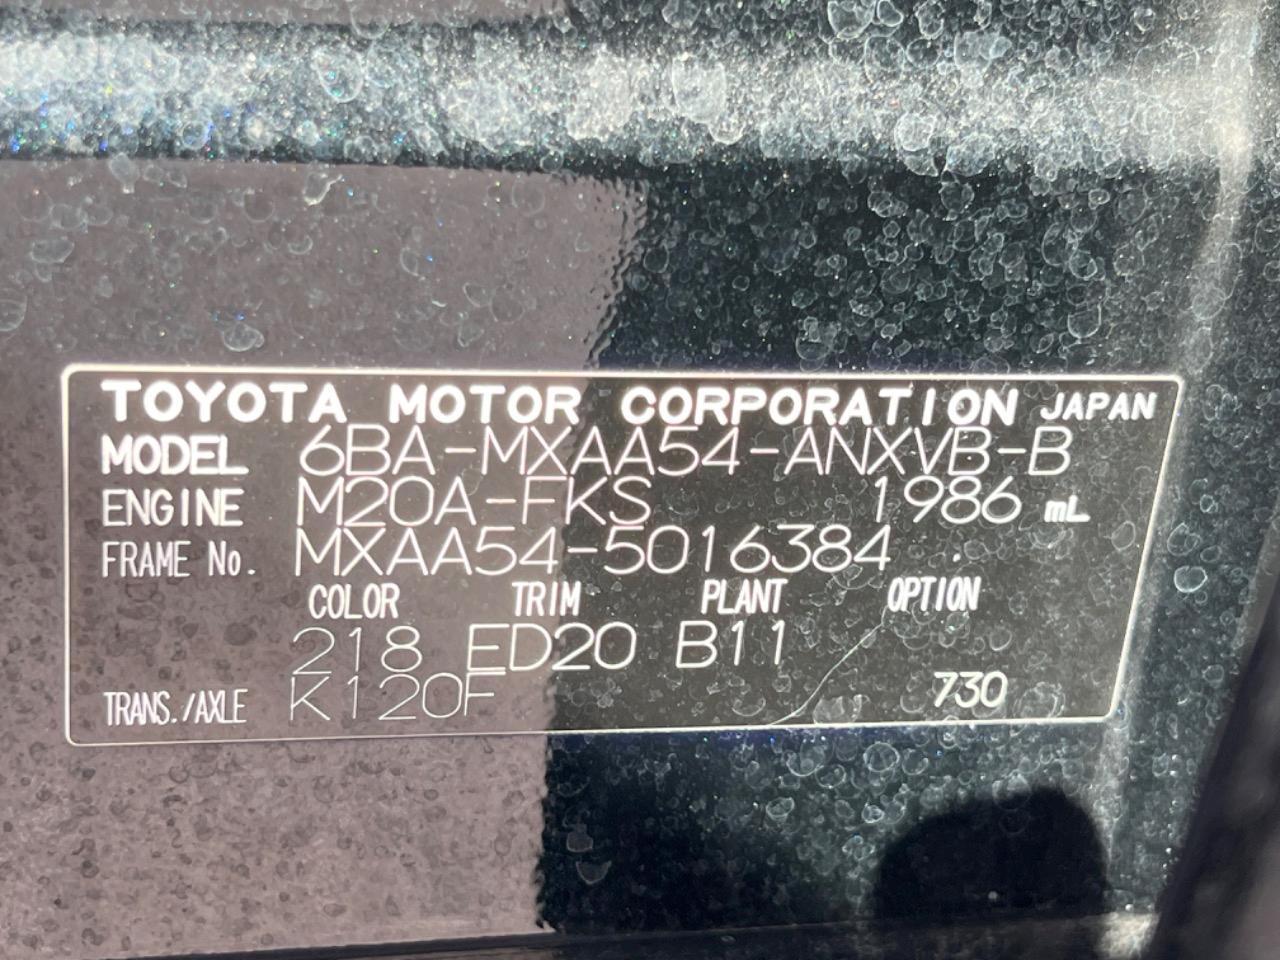 TOYOTA MOTOR CORPORATION JAPAN
MODEL 6BA-MXAA54-ANXVB-B
ENGINE M20A-FKS 1986 mL
FRAME No. MXAA54-5016384
COLOR TRIM PLANT OPTION
218 ED20 B11
TRANS./AXLE K120F 730